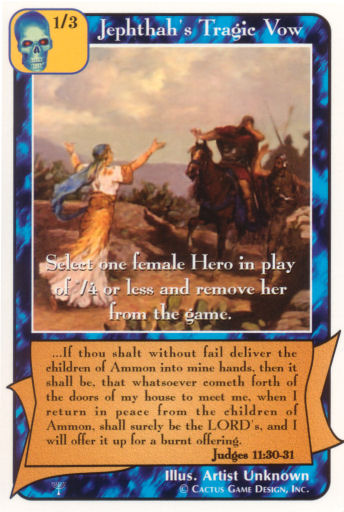 1/3
Jephthah's Tragic Vow
Select one female Hero in play
of */4 or less and remove her
from the game.
...If thou shalt without fail deliver the
children of Ammon into mine hands, then it
shall be, that whatsoever cometh forth of
the doors of my house to meet me, when I
return in peace from the children of
Ammon, shall surely be the LORD's, and I
will offer it up for a burnt offering.
Judges 11:30-31
Illus. Artist Unknown
© CACTUS GAME DESIGN, INC.